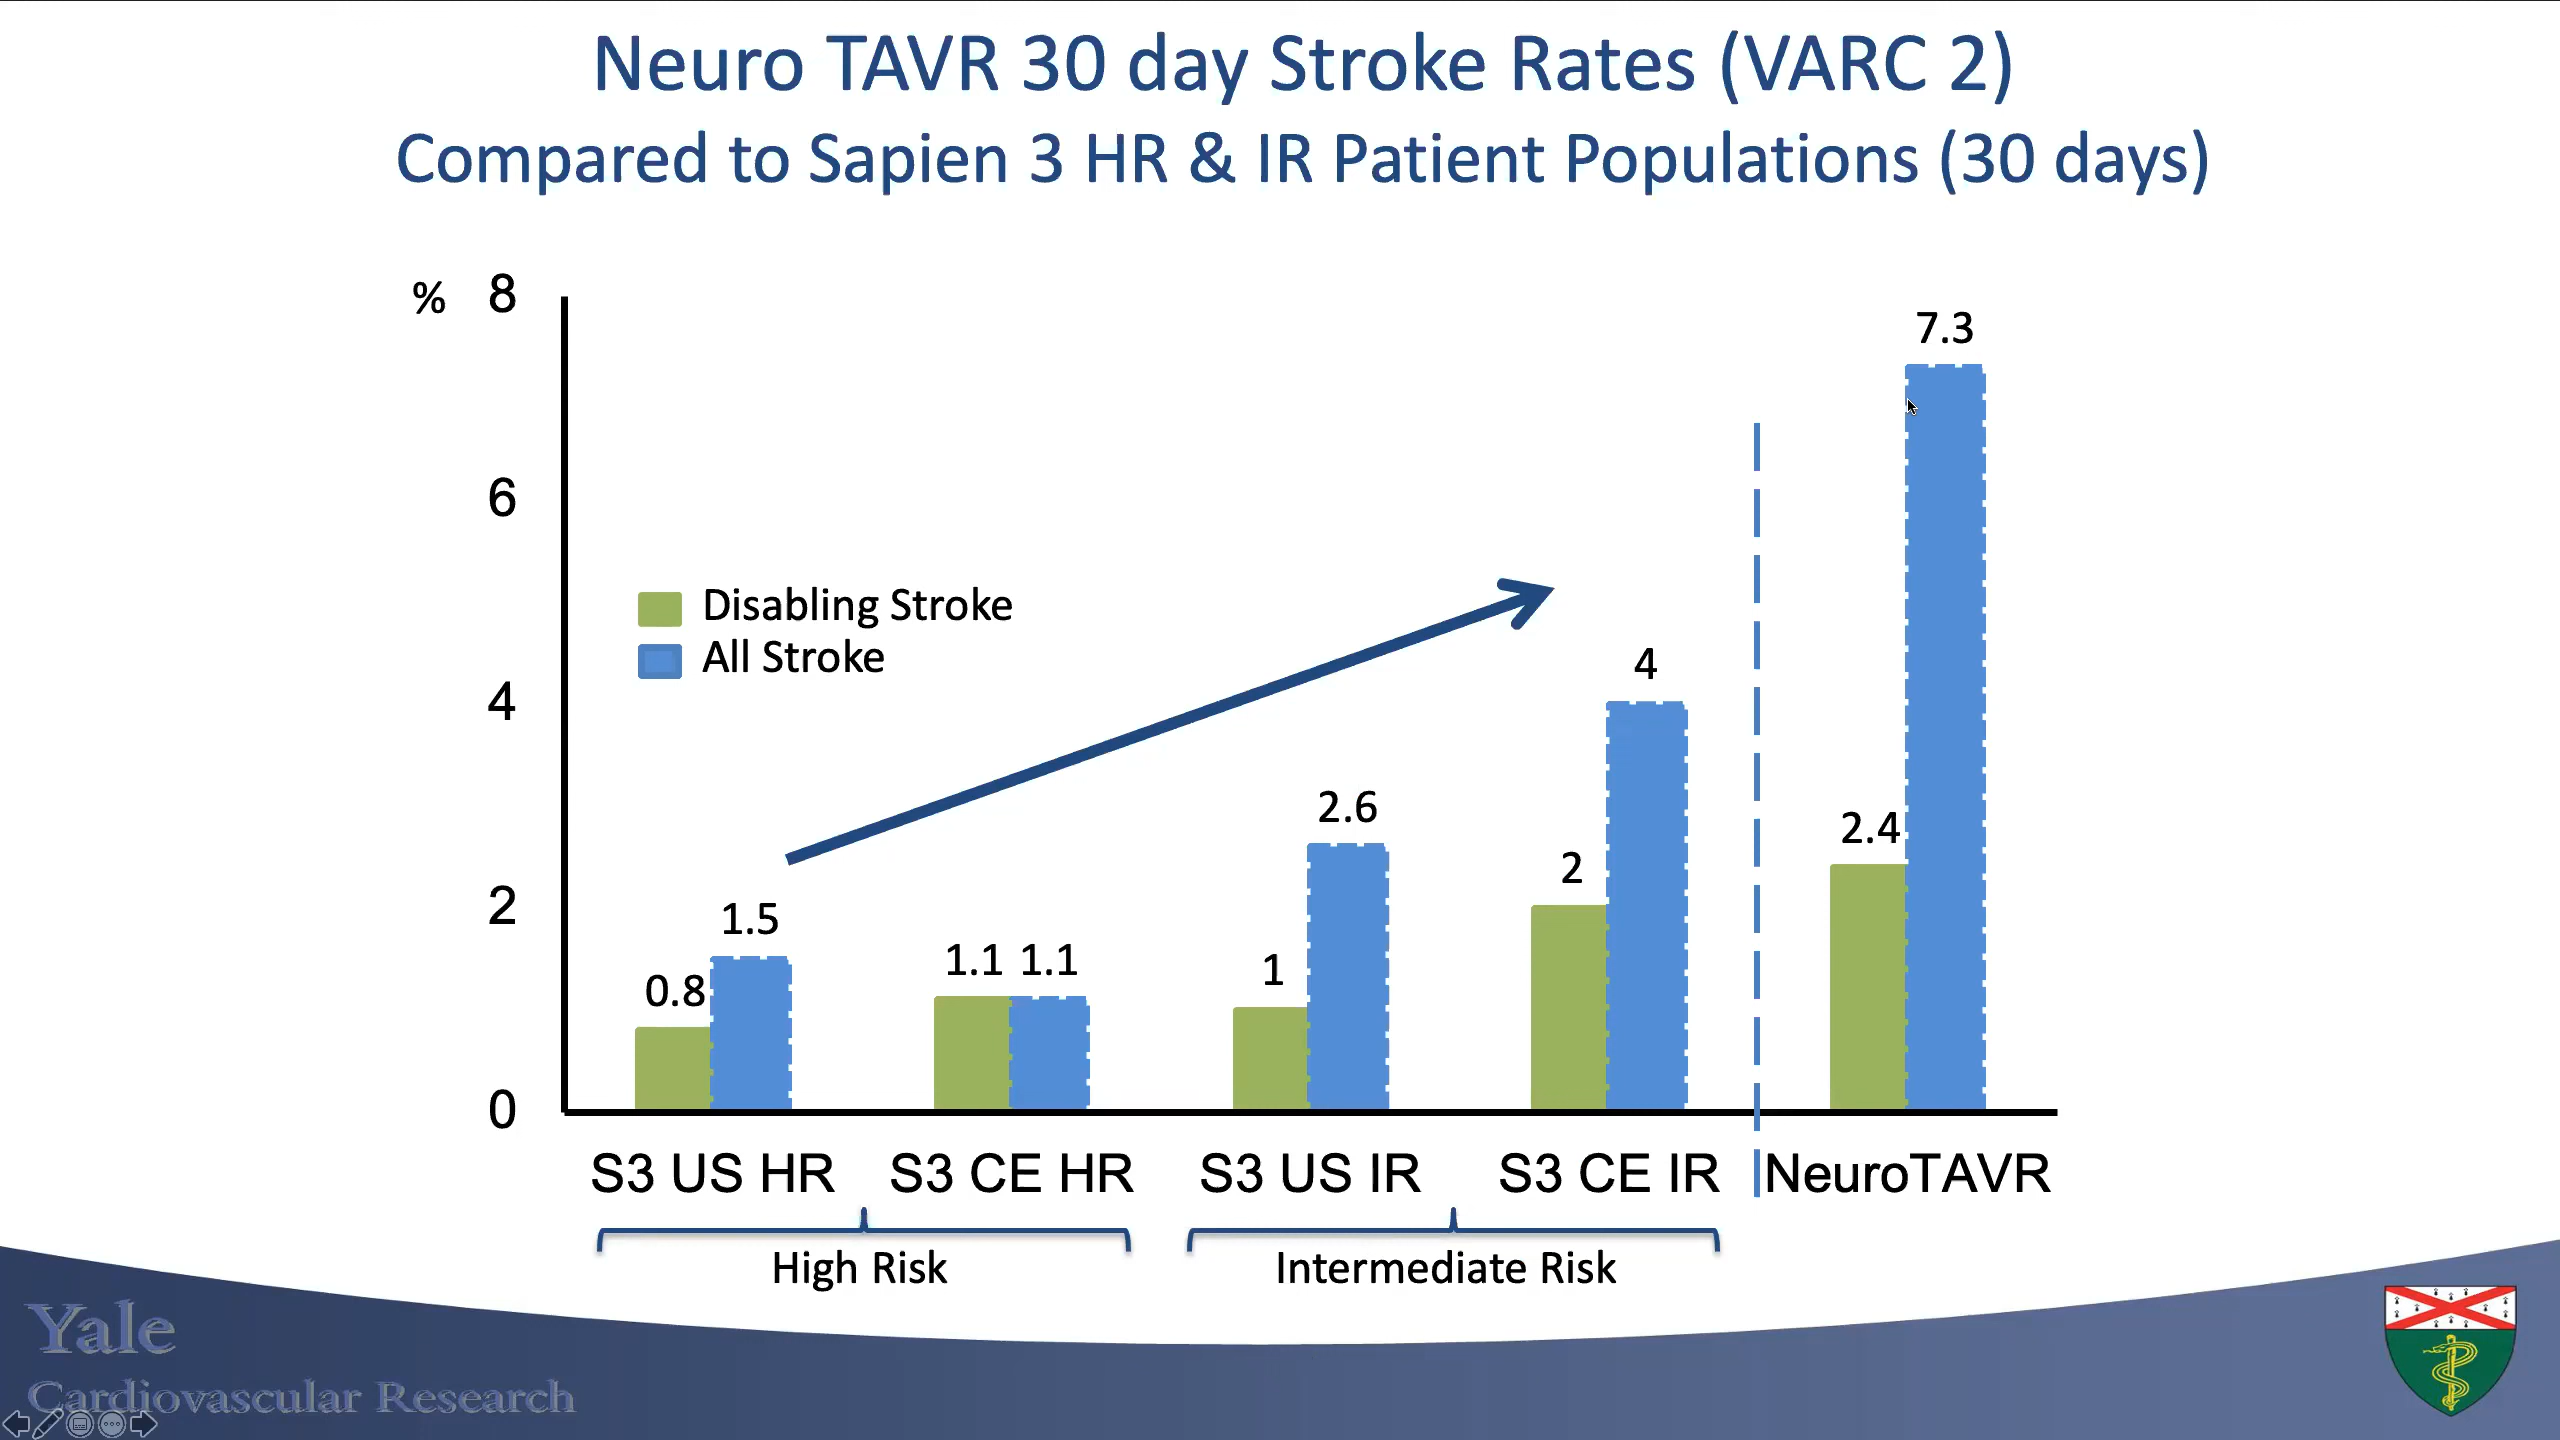 Neuro TAVR 30 day Stroke Rates (VARC 2)
Compared to Sapien 3 HR & IR Patient Populations (30 days)
% 8
7.3
6
Disabling Stroke
All Stroke
4
4
2.6
2.4
2
2
1.5
1.1 1.1
1
0.8
0
S3 US HR S3 CE HR S3 US IR S3 CE IR NeuroTAVR
High Risk Intermediate Risk
Yale
Cardiovascular Research